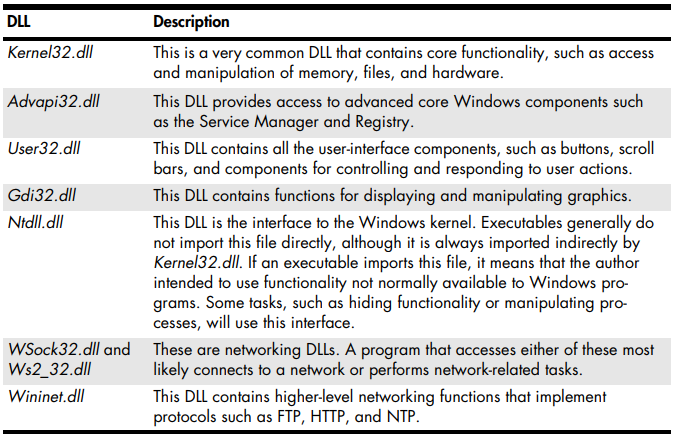 DLL Description
Kernel32.dll This is a very common DLL that contains core functionality, such as access
and manipulation of memory, files, and hardware.
Advapi32.dll This DLL provides access to advanced core Windows components such
as the Service Manager and Registry.
User32.dll This DLL contains all the user-interface components, such as buttons, scroll
bars, and components for controlling and responding to user actions.
Gdi32.dll This DLL contains functions for displaying and manipulating graphics.
Ntdll.dll This DLL is the interface to the Windows kernel. Executables generally do
not import this file directly, although it is always imported indirectly by
Kernel32.dll. If an executable imports this file, it means that the author
intended to use functionality not normally available to Windows pro-
grams. Some tasks, such as hiding functionality or manipulating pro-
cesses, will use this interface.
WSock32.dll and These are networking DLLs. A program that accesses either of these most
Ws2_32.dll likely connects to a network or performs network-related tasks.
Wininet.dll This DLL contains higher-level networking functions that implement
protocols such as FTP, HTTP, and NTP.